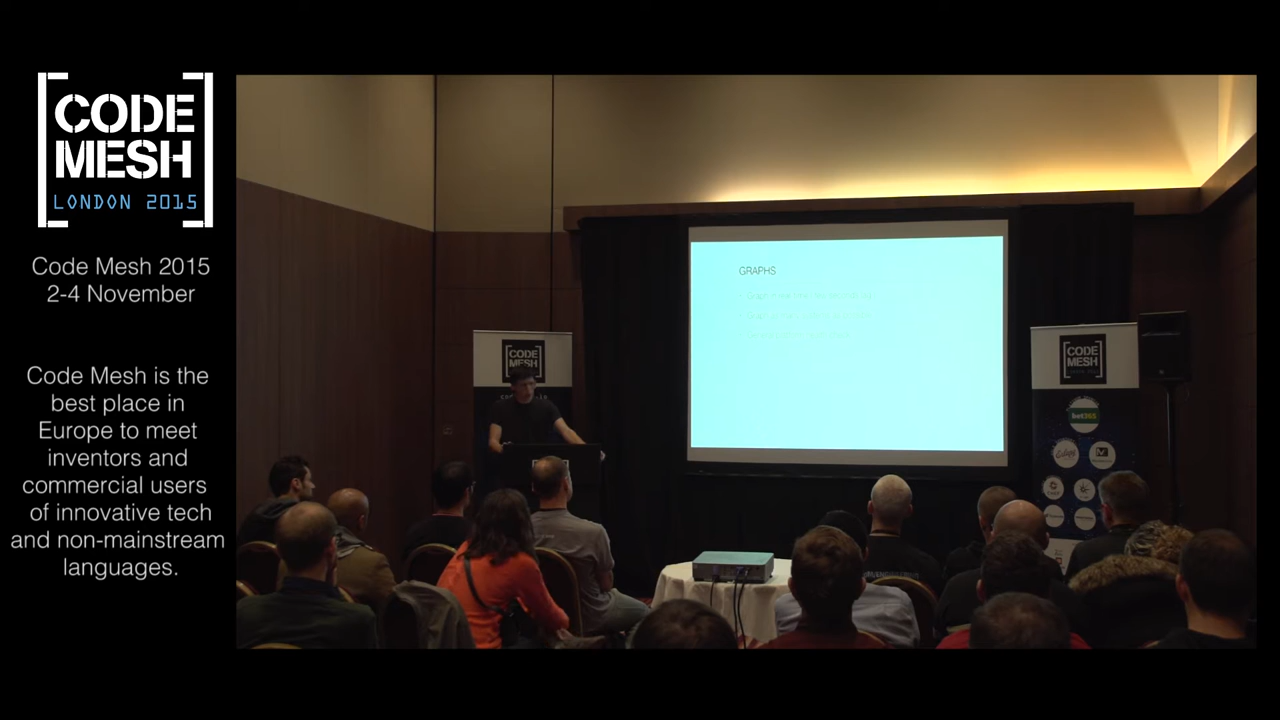 CODE
MESH
LONDON 2015
Code Mesh 2015
2-4 November
Code Mesh is the
best place in
Europe to meet
inventors and
commercial users
of innovative tech
and non-mainstream
languages.
GRAPHS
CODE
MESH
CODE
MESH
bet365